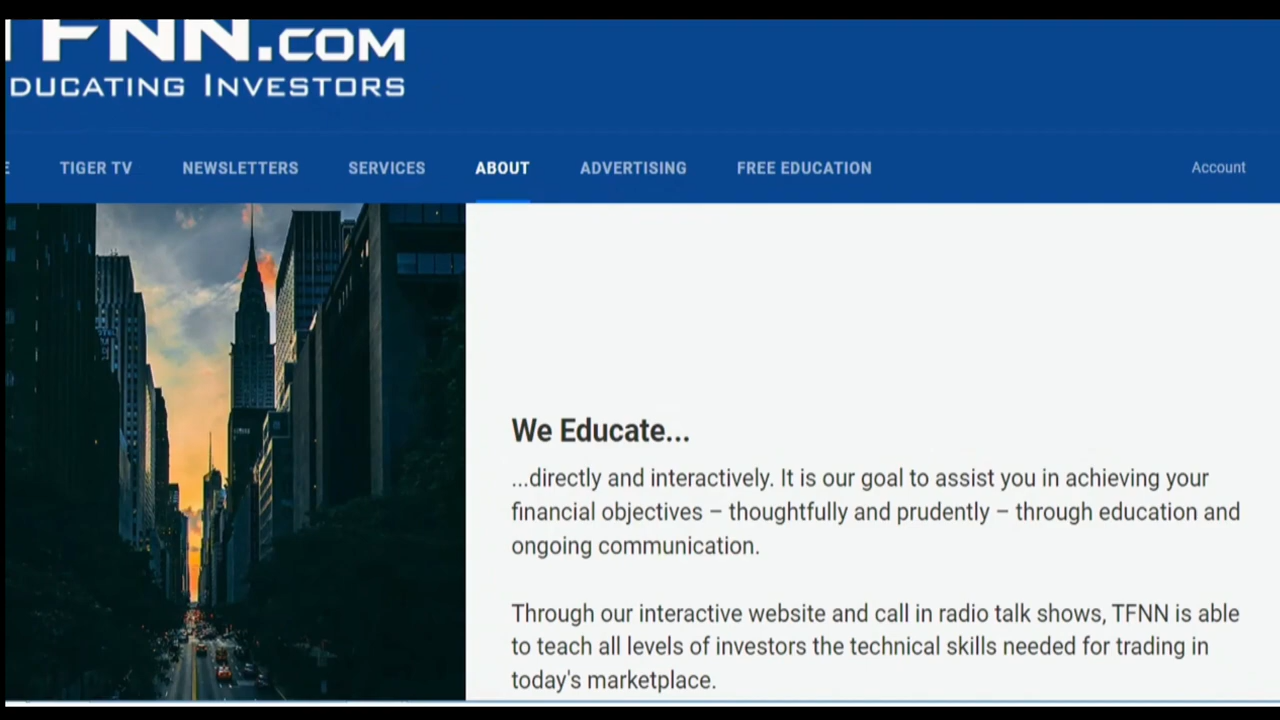 TFNN.COM
DUCATING INVESTORS
E TIGER TV NEWSLETTERS SERVICES ABOUT ADVERTISING FREE EDUCATION Account
We Educate...
...directly and interactively. It is our goal to assist you in achieving your
financial objectives – thoughtfully and prudently – through education and
ongoing communication.
Through our interactive website and call in radio talk shows, TFNN is able
to teach all levels of investors the technical skills needed for trading in
today's marketplace.